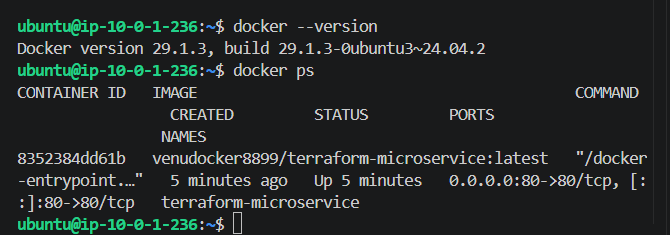 ubuntu@ip-10-0-1-236:~$ docker --version
Docker version 29.1.3, build 29.1.3-0ubuntu3~24.04.2
ubuntu@ip-10-0-1-236:~$ docker ps
CONTAINER ID   IMAGE                                         COMMAND
                  CREATED         STATUS         PORTS
                 NAMES
8352384dd61b   venudocker8899/terraform-microservice:latest   "/docker
-entrypoint.…"   5 minutes ago   Up 5 minutes   0.0.0.0:80->80/tcp, [:
:]:80->80/tcp   terraform-microservice
ubuntu@ip-10-0-1-236:~$